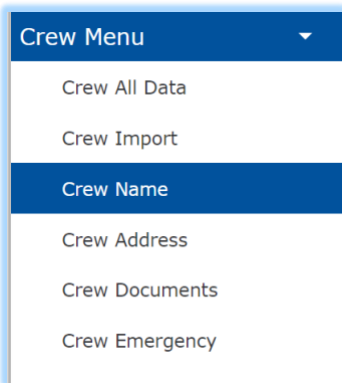 Crew Menu
Crew All Data
Crew Import
Crew Name
Crew Address
Crew Documents
Crew Emergency